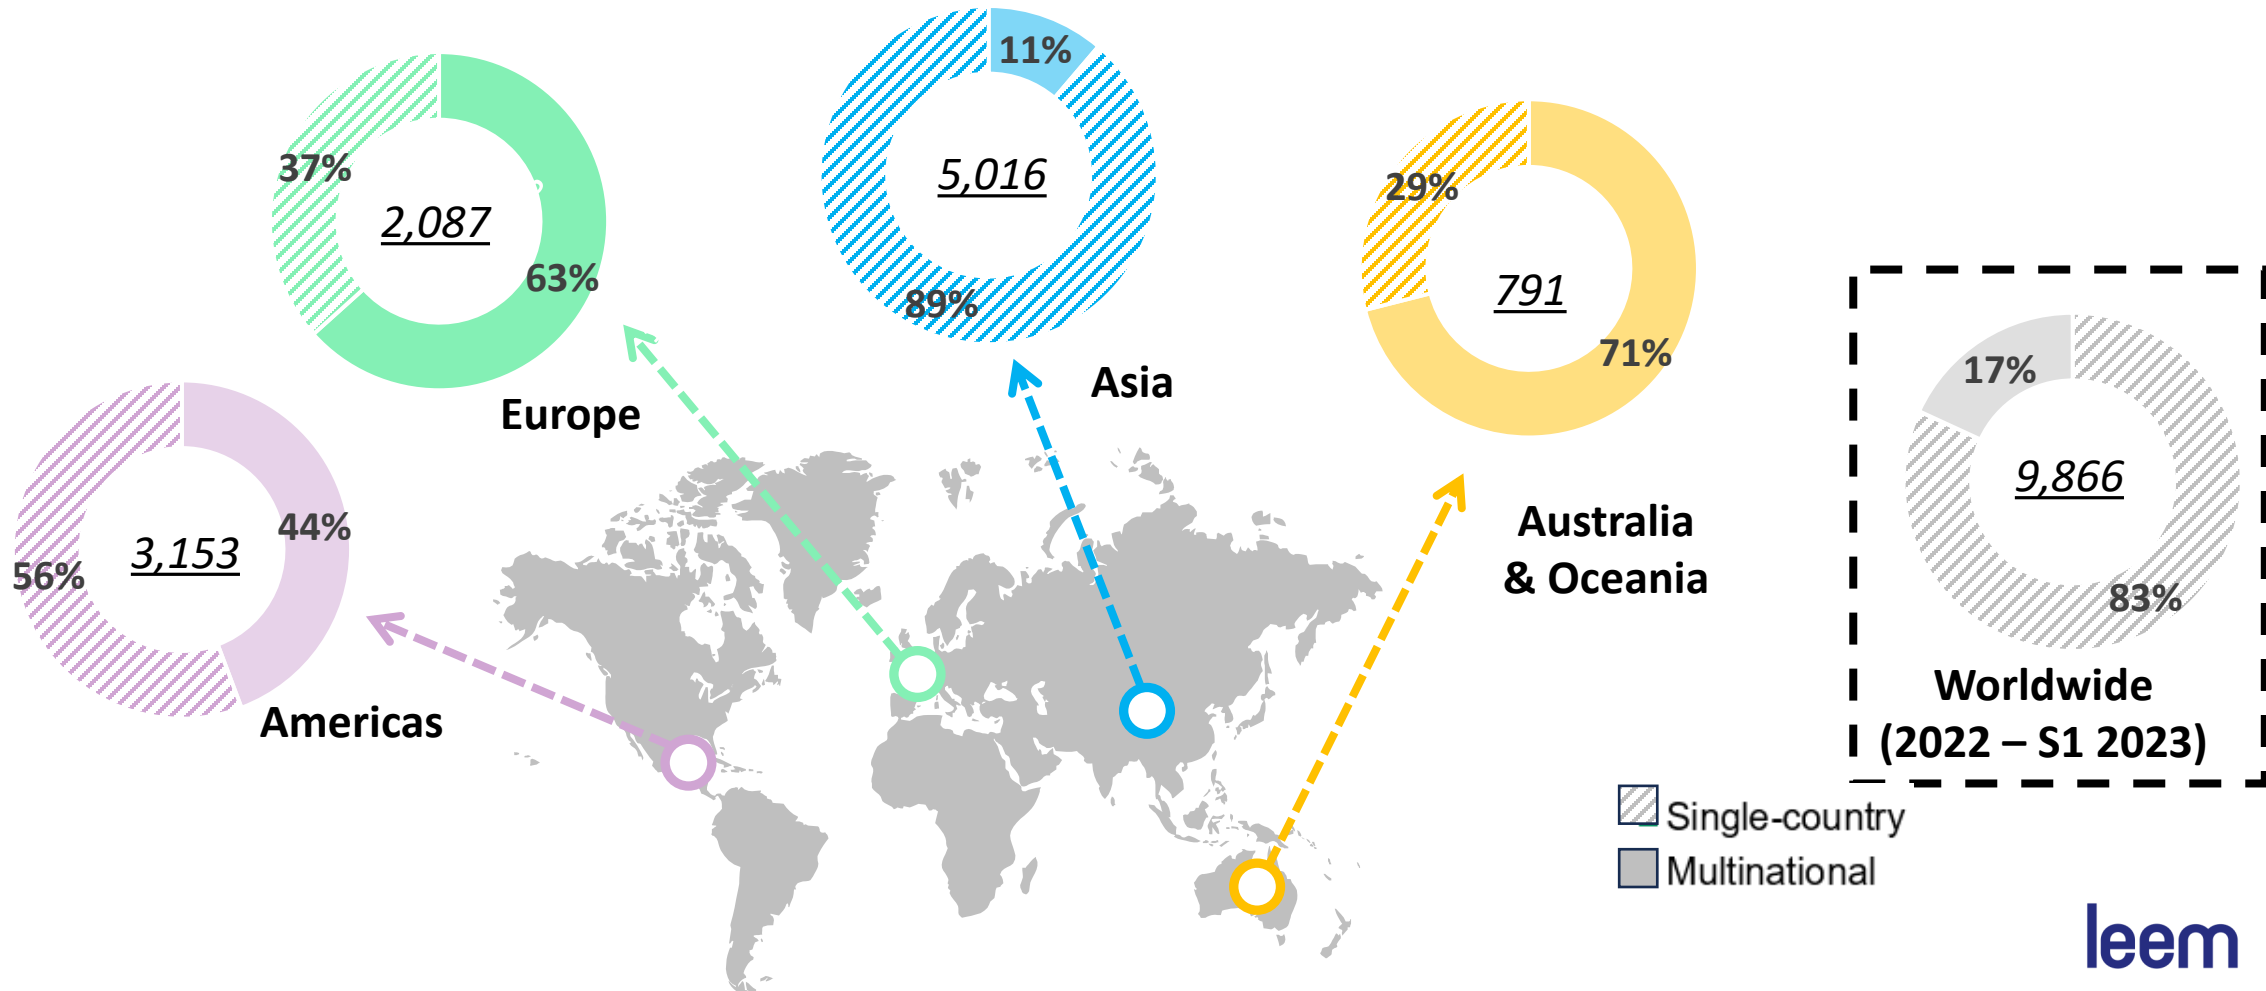 11%
5,016
89%
Asia
37%
2,087
63%
Europe
29%
791
71%
Australia
& Oceania
44%
3,153
56%
Americas
17%
9,866
83%
Worldwide
(2022 – S1 2023)
Single-country
Multinational
leem